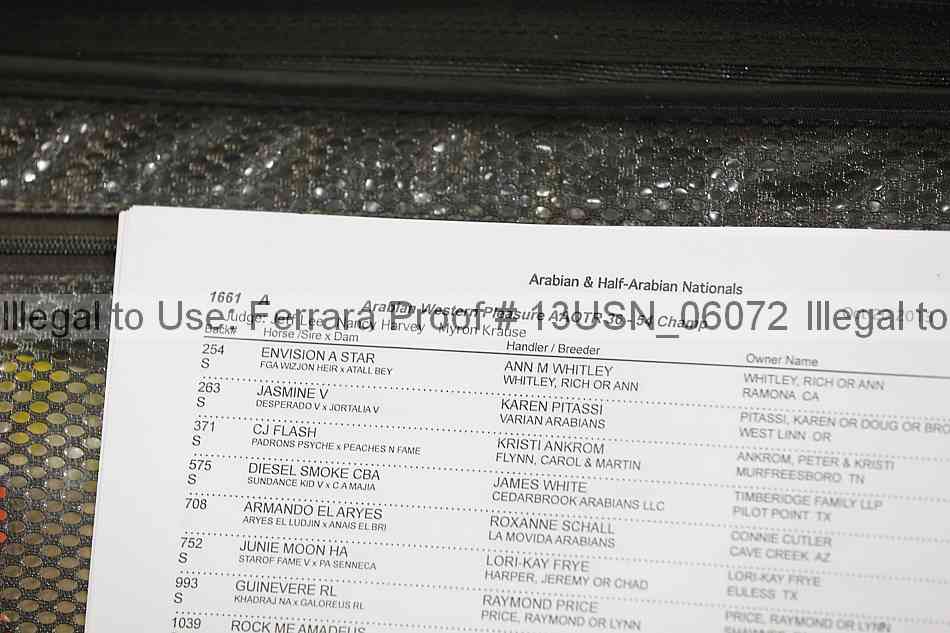 Arabian & Half-Arabian Nationals
1661 A Arabian Western Pleasure AAOTR 36 - 54 Champ
Illegal to Use. Ferrara Proof # 13USN_06072 Illegal to
Judge: Lee, Nancy Harvey Myron Krause
Back# Horse /Sire x Dam Handler / Breeder Owner Name
254 ENVISION A STAR ANN M WHITLEY WHITLEY, RICH OR ANN
S FGA WIZJON HEIR x ATALL BEY WHITLEY, RICH OR ANN RAMONA CA
263 JASMINE V KAREN PITASSI PITASSI, KAREN OR DOUG OR BRO
S DESPERADO V x JORTALIA V VARIAN ARABIANS WEST LINN OR
371 CJ FLASH KRISTI ANKROM ANKROM, PETER & KRISTI
S PADRONS PSYCHE x PEACHES N FAME FLYNN, CAROL & MARTIN MURFREESBORO TN
575 DIESEL SMOKE CBA JAMES WHITE TIMBERIDGE FAMILY LLP
S SUNDANCE KID V x C A MAJIA CEDARBROOK ARABIANS LLC PILOT POINT TX
708 ARMANDO EL ARYES ROXANNE SCHALL CONNIE CUTLER
ARYES EL LUDJIN x ANAIS EL BRI LA MOVIDA ARABIANS CAVE CREEK AZ
752 JUNIE MOON HA LORI-KAY FRYE LORI-KAY FRYE
S STAROF FAME V x PA SENNECA HARPER, JEREMY OR CHAD EULESS TX
993 GUINEVERE RL RAYMOND PRICE PRICE, RAYMOND OR LYNN
S KHADRAJ NA x GALOREUS RL PRICE, RAYMOND OR LYNN
1039 ROCK ME AMADEUS